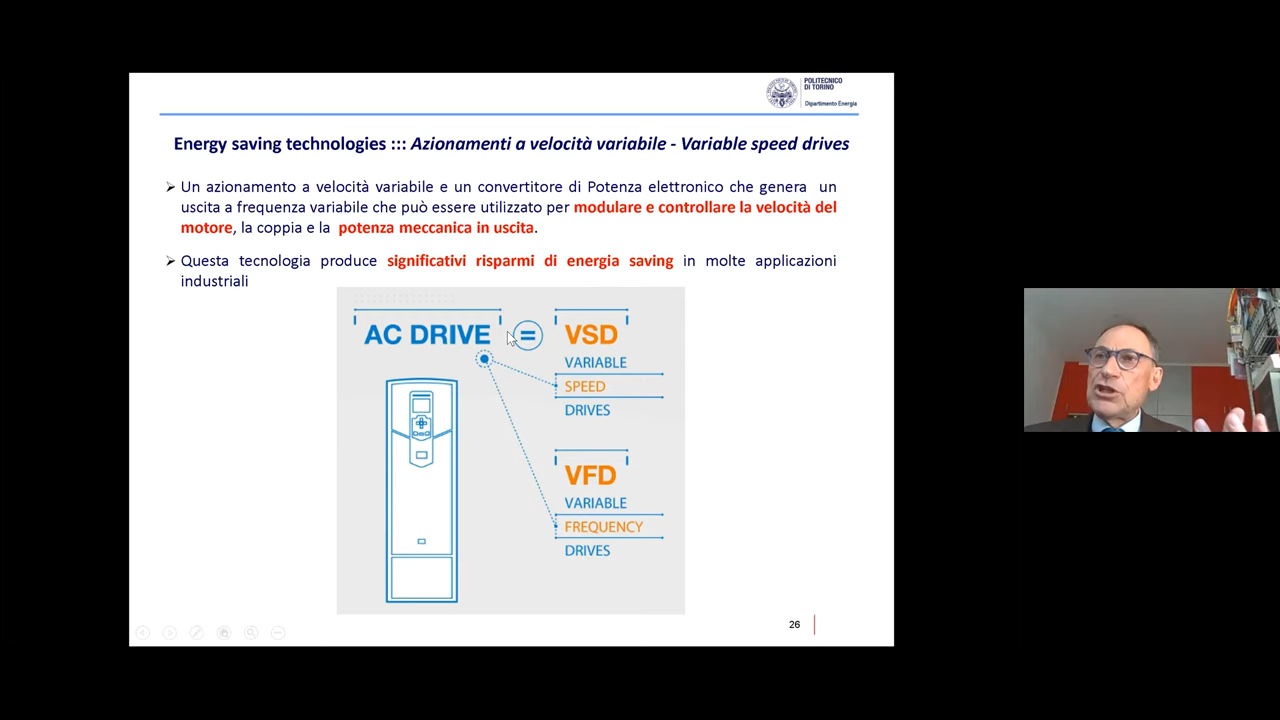 POLITECNICO
DI TORINO
Dipartimento Energia
Energy saving technologies ::: Azionamenti a velocità variabile - Variable speed drives
Un azionamento a velocità variabile e un convertitore di Potenza elettronico che genera un
uscita a frequenza variabile che può essere utilizzato per modulare e controllare la velocità del
motore, la coppia e la potenza meccanica in uscita.
Questa tecnologia produce significativi risparmi di energia saving in molte applicazioni
industriali
AC DRIVE = VSD
VARIABLE
SPEED
DRIVES
VFD
VARIABLE
FREQUENCY
DRIVES
26